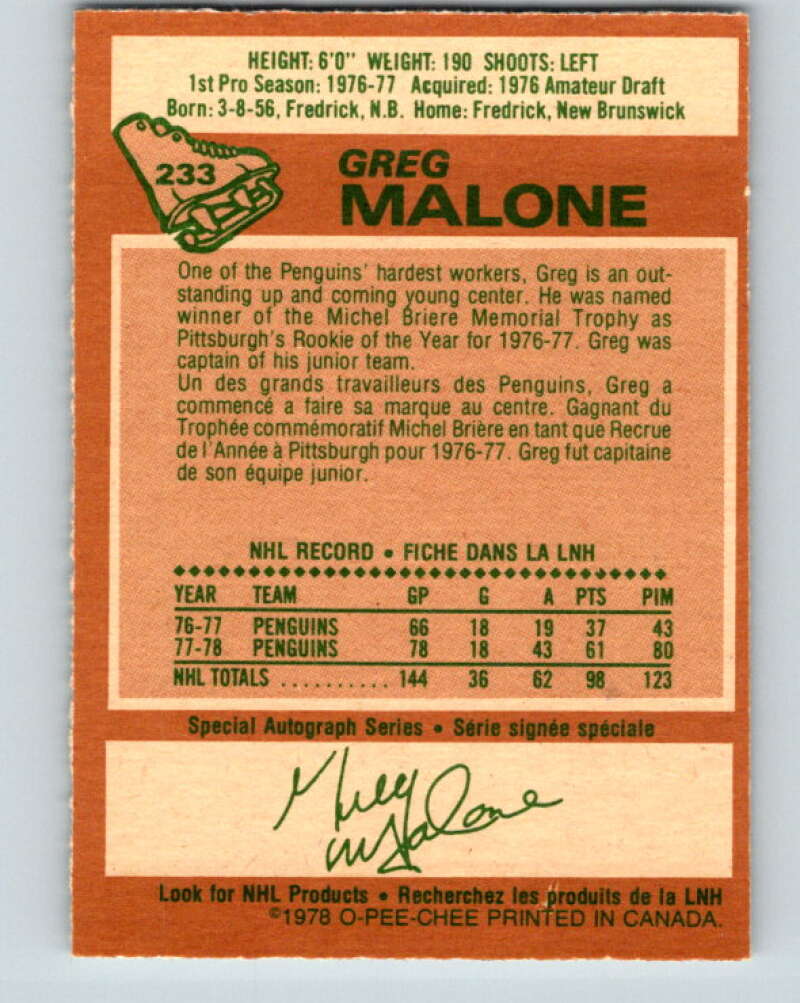 HEIGHT: 6'0" WEIGHT: 190 SHOOTS: LEFT
1st Pro Season: 1976-77 Acquired: 1976 Amateur Draft
Born: 3-8-56, Fredrick, N.B. Home: Fredrick, New Brunswick
233
GREG
MALONE
One of the Penguins' hardest workers, Greg is an out-
standing up and coming young center. He was named
winner of the Michel Briere Memorial Trophy as
Pittsburgh's Rookie of the Year for 1976-77. Greg was
captain of his junior team.
Un des grands travailleurs des Penguins, Greg a
commencé a faire sa marque au centre. Gagnant du
Trophée commémoratif Michel Brière en tant que Recrue
de l'Année à Pittsburgh pour 1976-77. Greg fut capitaine
de son équipe junior.
NHL RECORD • FICHE DANS LA LNH
YEAR TEAM GP G A PTS PIM
76-77 PENGUINS 66 18 19 37 43
77-78 PENGUINS 78 18 43 61 80
NHL TOTALS .......... 144 36 62 98 123
Special Autograph Series • Série signée spéciale
Greg
Malone
Look for NHL Products • Recherchez les produits de la LNH
©1978 O-PEE-CHEE PRINTED IN CANADA.